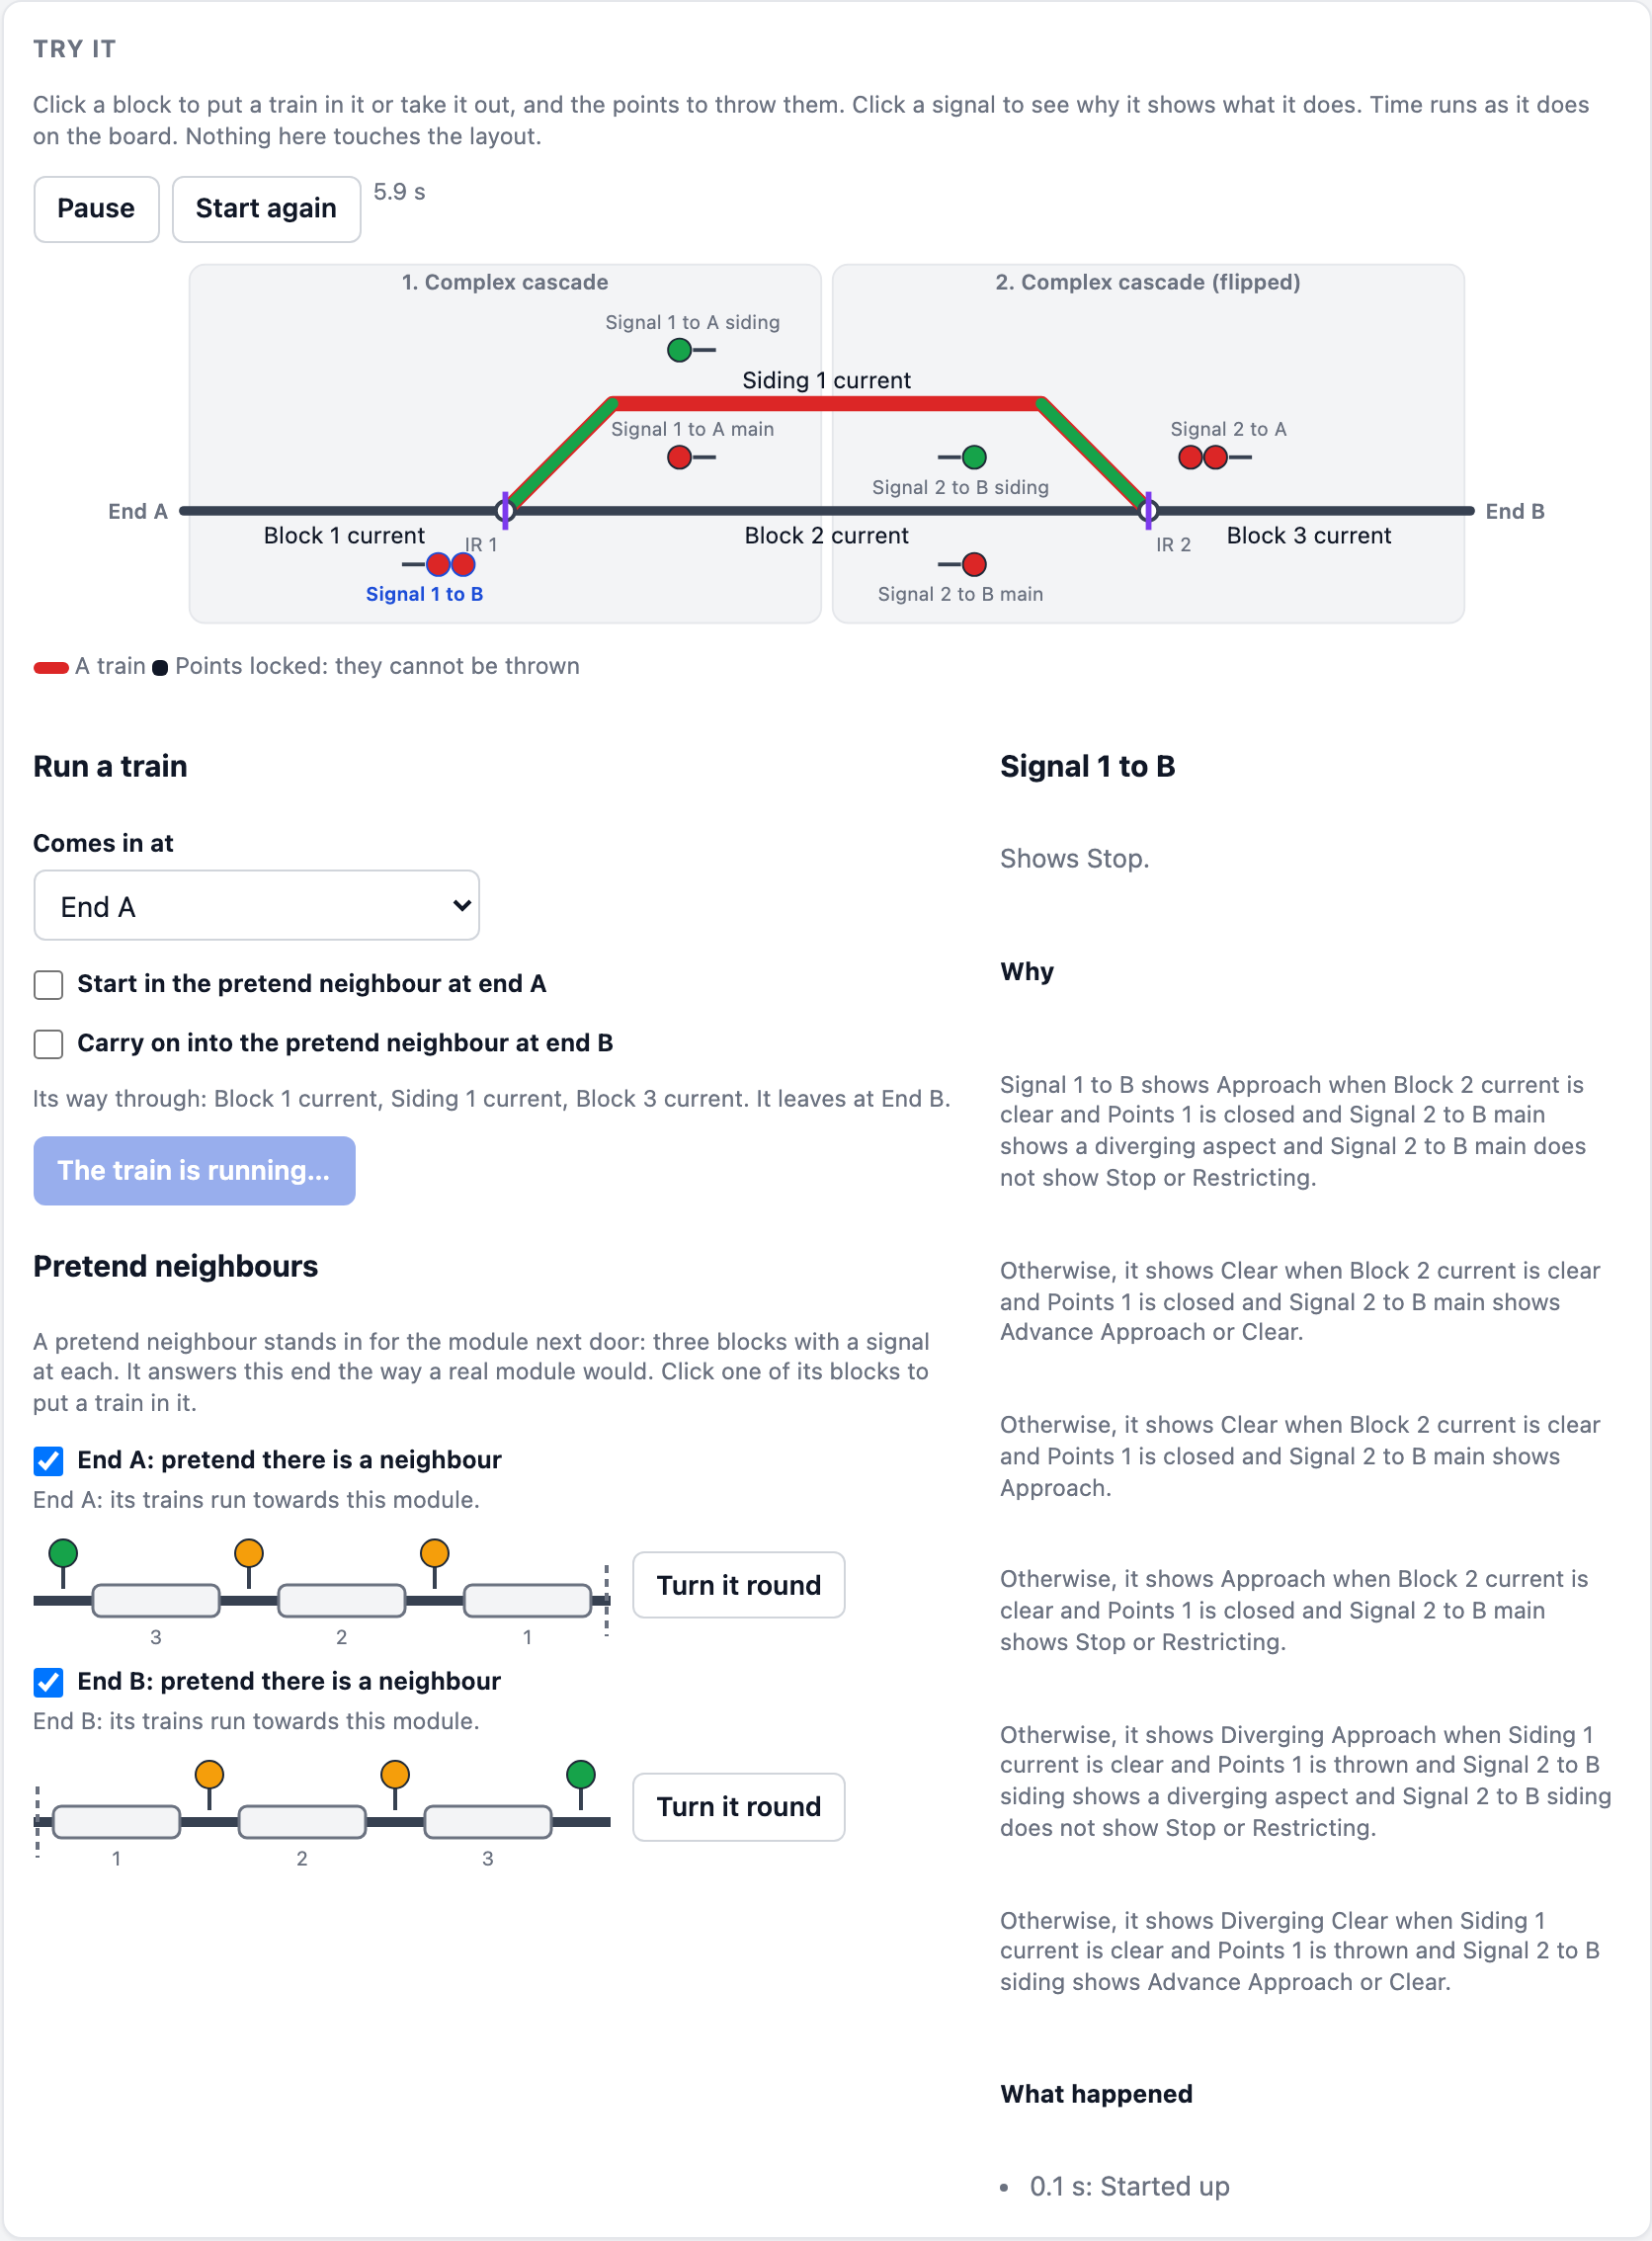 TRY IT
Click a block to put a train in it or take it out, and the points to throw them. Click a signal to see why it shows what it does. Time runs as it does
on the board. Nothing here touches the layout.
Pause
Start again
5.9 s
1. Complex cascade
2. Complex cascade (flipped)
Signal 1 to A siding
Siding 1 current
Signal 1 to A main
Signal 2 to A
Signal 2 to B siding
End A
End B
Block 1 current
IR 1
Block 2 current
IR 2
Block 3 current
Signal 1 to B
Signal 2 to B main
A train
Points locked: they cannot be thrown
Run a train
Comes in at
End A
Start in the pretend neighbour at end A
Carry on into the pretend neighbour at end B
Its way through: Block 1 current, Siding 1 current, Block 3 current. It leaves at End B.
The train is running...
Pretend neighbours
A pretend neighbour stands in for the module next door: three blocks with a signal
at each. It answers this end the way a real module would. Click one of its blocks to
put a train in it.
End A: pretend there is a neighbour
End A: its trains run towards this module.
3
2
1
Turn it round
End B: pretend there is a neighbour
End B: its trains run towards this module.
1
2
3
Turn it round
Signal 1 to B
Shows Stop.
Why
Signal 1 to B shows Approach when Block 2 current is
clear and Points 1 is closed and Signal 2 to B main
shows a diverging aspect and Signal 2 to B main does
not show Stop or Restricting.
Otherwise, it shows Clear when Block 2 current is clear
and Points 1 is closed and Signal 2 to B main shows
Advance Approach or Clear.
Otherwise, it shows Clear when Block 2 current is clear
and Points 1 is closed and Signal 2 to B main shows
Approach.
Otherwise, it shows Approach when Block 2 current is
clear and Points 1 is closed and Signal 2 to B main
shows Stop or Restricting.
Otherwise, it shows Diverging Approach when Siding 1
current is clear and Points 1 is thrown and Signal 2 to B
siding shows a diverging aspect and Signal 2 to B siding
does not show Stop or Restricting.
Otherwise, it shows Diverging Clear when Siding 1
current is clear and Points 1 is thrown and Signal 2 to B
siding shows Advance Approach or Clear.
What happened
0.1 s: Started up